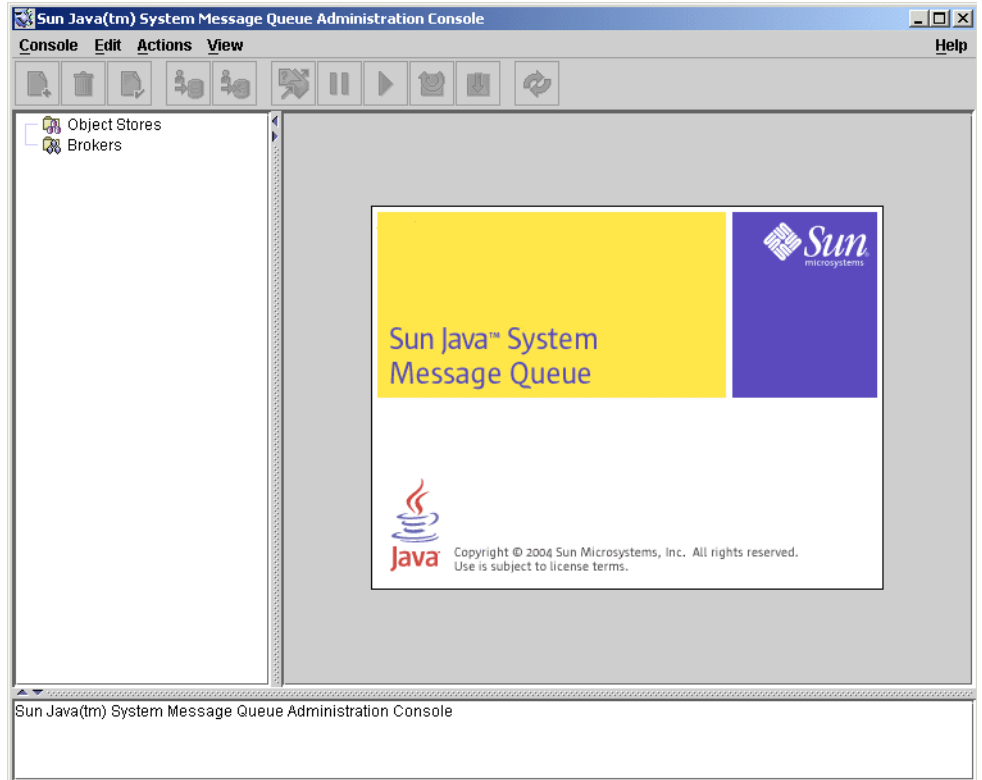 Sun Java(tm) System Message Queue Administration Console
Console Edit Actions View Help
Object Stores
Brokers
Sun
microsystems
Sun Java™ System
Message Queue
Java
Copyright © 2004 Sun Microsystems, Inc. All rights reserved.
Use is subject to license terms.
Sun Java(tm) System Message Queue Administration Console